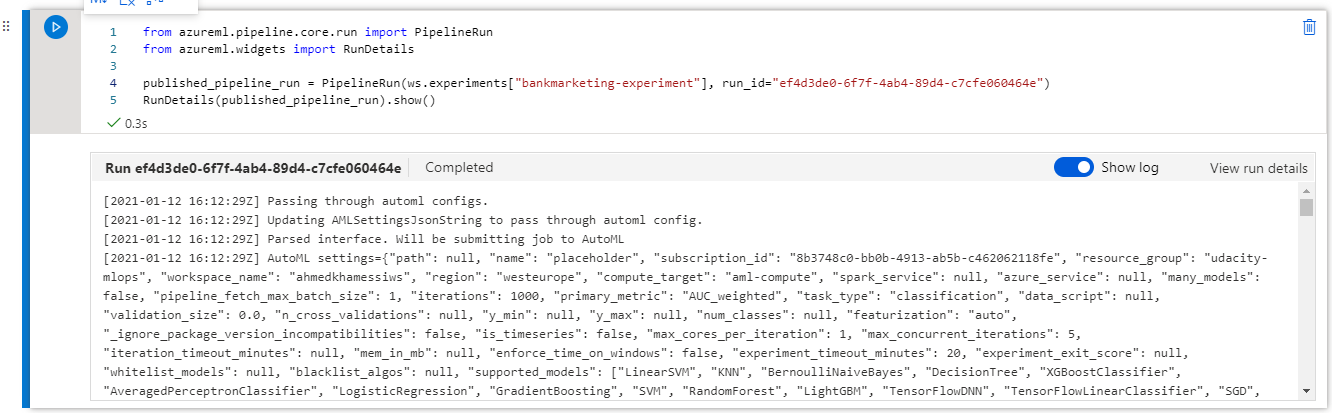 1 from azureml.pipeline.core.run import PipelineRun
2 from azureml.widgets import RunDetails
3
4 published_pipeline_run = PipelineRun(ws.experiments["bankmarketing-experiment"], run_id="ef4d3de0-6f7f-4ab4-89d4-c7cfe060464e")
5 RunDetails(published_pipeline_run).show()
0.3s
Run ef4d3de0-6f7f-4ab4-89d4-c7cfe060464e Completed Show log View run details
[2021-01-12 16:12:29Z] Passing through automl configs.
[2021-01-12 16:12:29Z] Updating AMLSettingsJsonString to pass through automl config.
[2021-01-12 16:12:29Z] Parsed interface. Will be submitting job to AutoML
[2021-01-12 16:12:29Z] AutoML settings={"path": null, "name": "placeholder", "subscription_id": "8b3748c0-bb0b-4913-ab5b-c462062118fe", "resource_group": "udacity-
mlops", "workspace_name": "ahmedkhamessiws", "region": "westeurope", "compute_target": "aml-compute", "spark_service": null, "azure_service": null, "many_models":
false, "pipeline_fetch_max_batch_size": 1, "iterations": 1000, "primary_metric": "AUC_weighted", "task_type": "classification", "data_script": null,
"validation_size": 0.0, "n_cross_validations": null, "y_min": null, "y_max": null, "num_classes": null, "featurization": "auto",
"_ignore_package_version_incompatibilities": false, "is_timeseries": false, "max_cores_per_iteration": 1, "max_concurrent_iterations": 5,
"iteration_timeout_minutes": null, "mem_in_mb": null, "enforce_time_on_windows": false, "experiment_timeout_minutes": 20, "experiment_exit_score": null,
"whitelist_models": null, "blacklist_algos": null, "supported_models": ["LinearSVM", "KNN", "BernoulliNaiveBayes", "DecisionTree", "XGBoostClassifier",
"AveragedPerceptronClassifier", "LogisticRegression", "GradientBoosting", "SVM", "RandomForest", "LightGBM", "TensorFlowDNN", "TensorFlowLinearClassifier", "SGD",